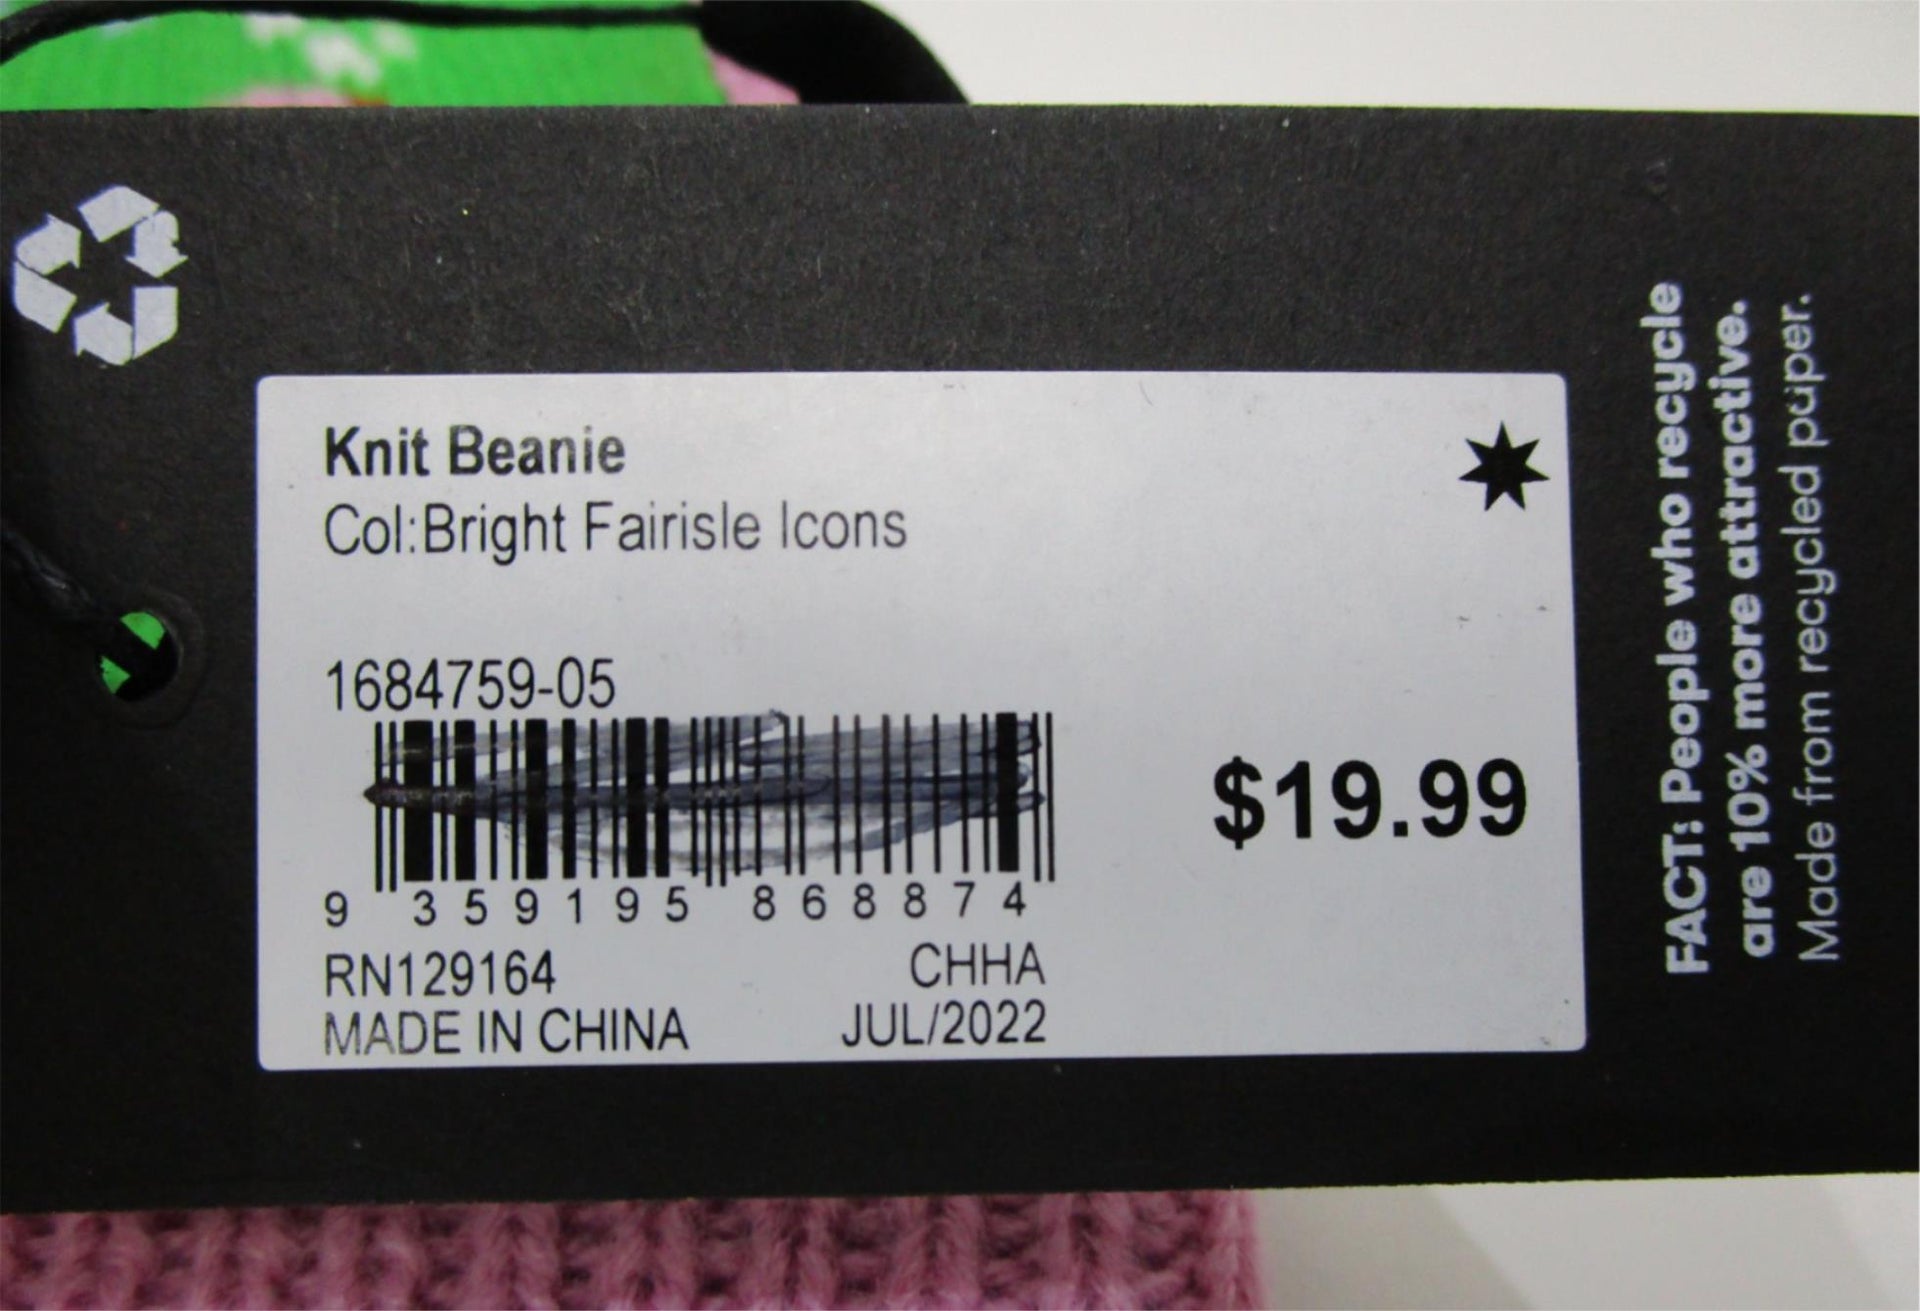 Knit Beanie
Col:Bright Fairisle Icons
1684759-05
$19.99
9 359195 868874
RN129164 CHHA
MADE IN CHINA JUL/2022
FACT: People who recycle
are 10% more attractive.
Made from recycled paper.